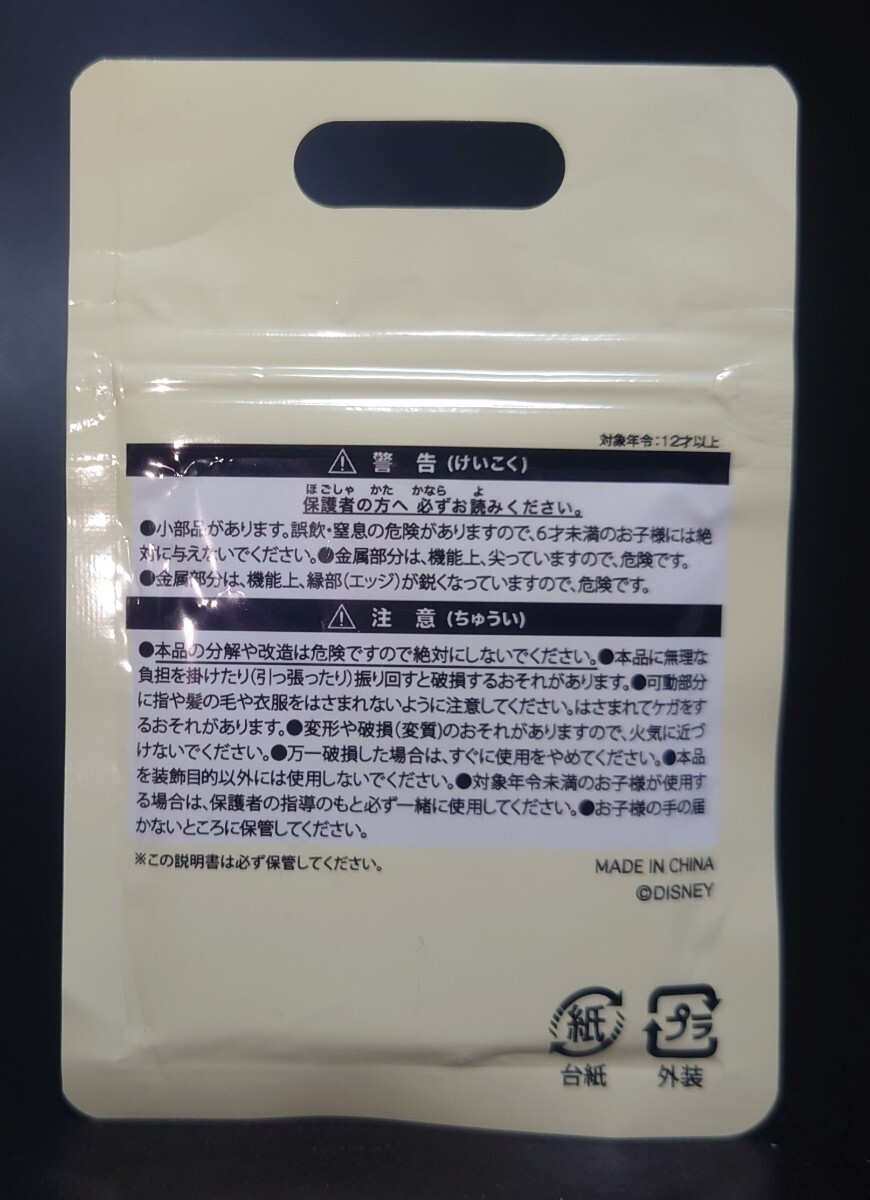 対象年令:12才以上
⚠ 警 告 (けいこく)
ほごしゃ かた かなら よ
保護者の方へ 必ずお読みください。
●小部品があります。誤飲・窒息の危険がありますので、6才未満のお子様には絶
対に与えないでください。●金属部分は、機能上、尖っていますので、危険です。
●金属部分は、機能上、縁部(エッジ)が鋭くなっていますので、危険です。
⚠ 注 意 (ちゅうい)
●本品の分解や改造は危険ですので絶対にしないでください。●本品に無理な
負担を掛けたり(引っ張ったり)振り回すと破損するおそれがあります。●可動部分
に指や髪の毛や衣服をはさまれないように注意してください。はさまれてケガをす
るおそれがあります。●変形や破損(変質)のおそれがありますので、火気に近づ
けないでください。●万一破損した場合は、すぐに使用をやめてください。●本品
を装飾目的以外には使用しないでください。●対象年令未満のお子様が使用す
る場合は、保護者の指導のもと必ず一緒に使用してください。●お子様の手の届
かないところに保管してください。
※この説明書は必ず保管してください。
MADE IN CHINA
©DISNEY
紙 プラ
台紙 外装